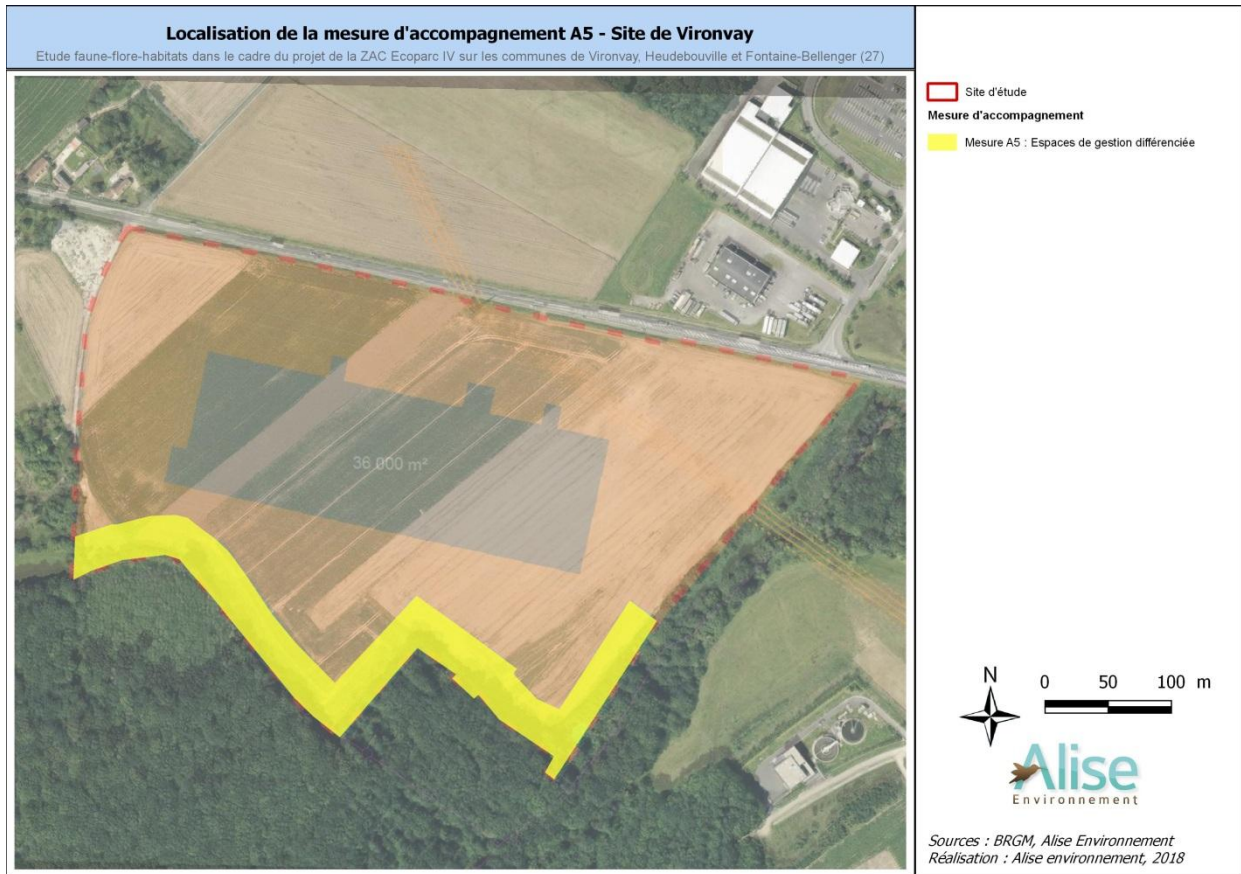 Localisation de la mesure d'accompagnement A5 - Site de Vironvay
Etude faune-flore-habitats dans le cadre du projet de la ZAC Ecoparc IV sur les communes de Vironvay, Heudebouville et Fontaine-Bellenger (27)
Site d'étude
Mesure d'accompagnement
Mesure A5 : Espaces de gestion différenciée
36 000 m²
N
0 50 100 m
Alise
Environnement
Sources : BRGM, Alise Environnement
Réalisation : Alise environnement, 2018